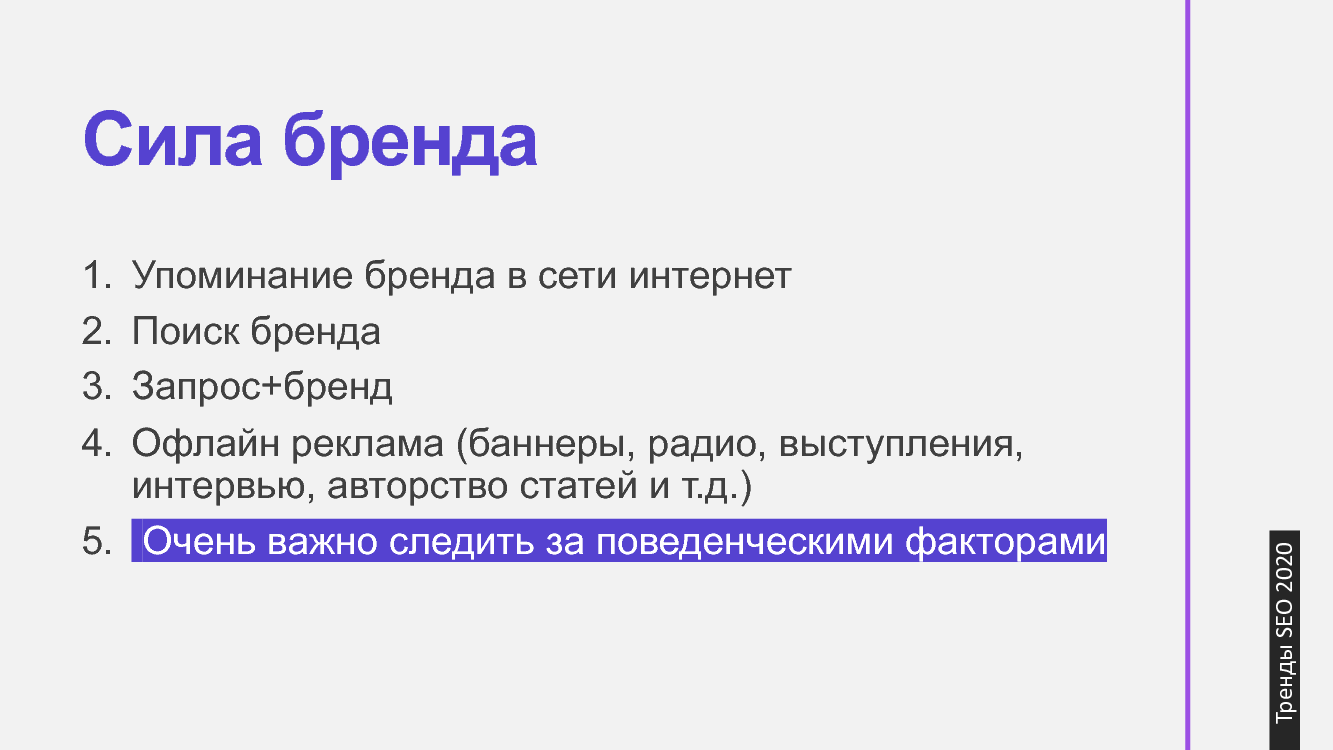 Сила бренда
1. Упоминание бренда в сети интернет
2. Поиск бренда
3. Запрос+бренд
4. Офлайн реклама (баннеры, радио, выступления,
интервью, авторство статей и т.д.)
5. Очень важно следить за поведенческими факторами
Тренды SEO 2020